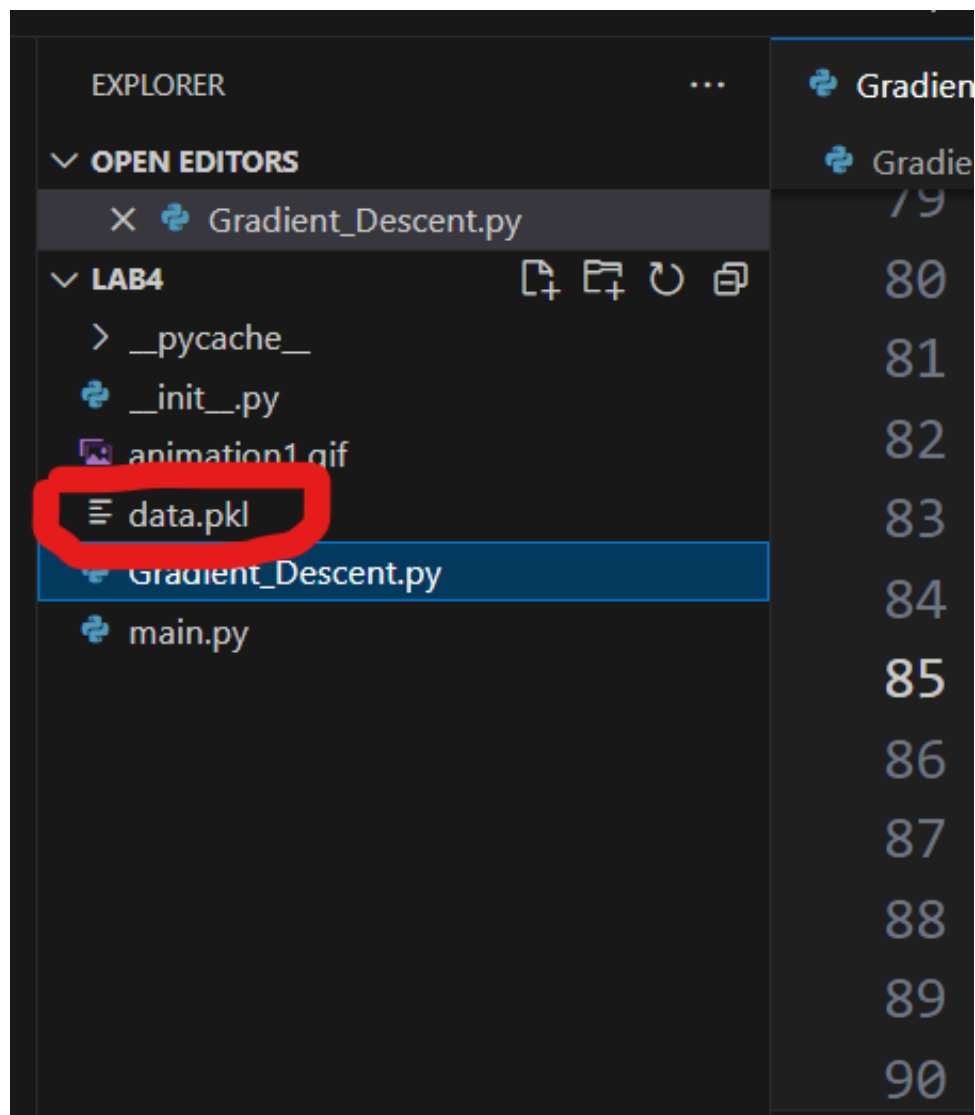 EXPLORER
OPEN EDITORS
Gradient_Descent.py
LAB4
__pycache__
__init__.py
animation1.gif
data.pkl
Gradient_Descent.py
main.py
Gradien
Gradie
79
80
81
82
83
84
85
86
87
88
89
90